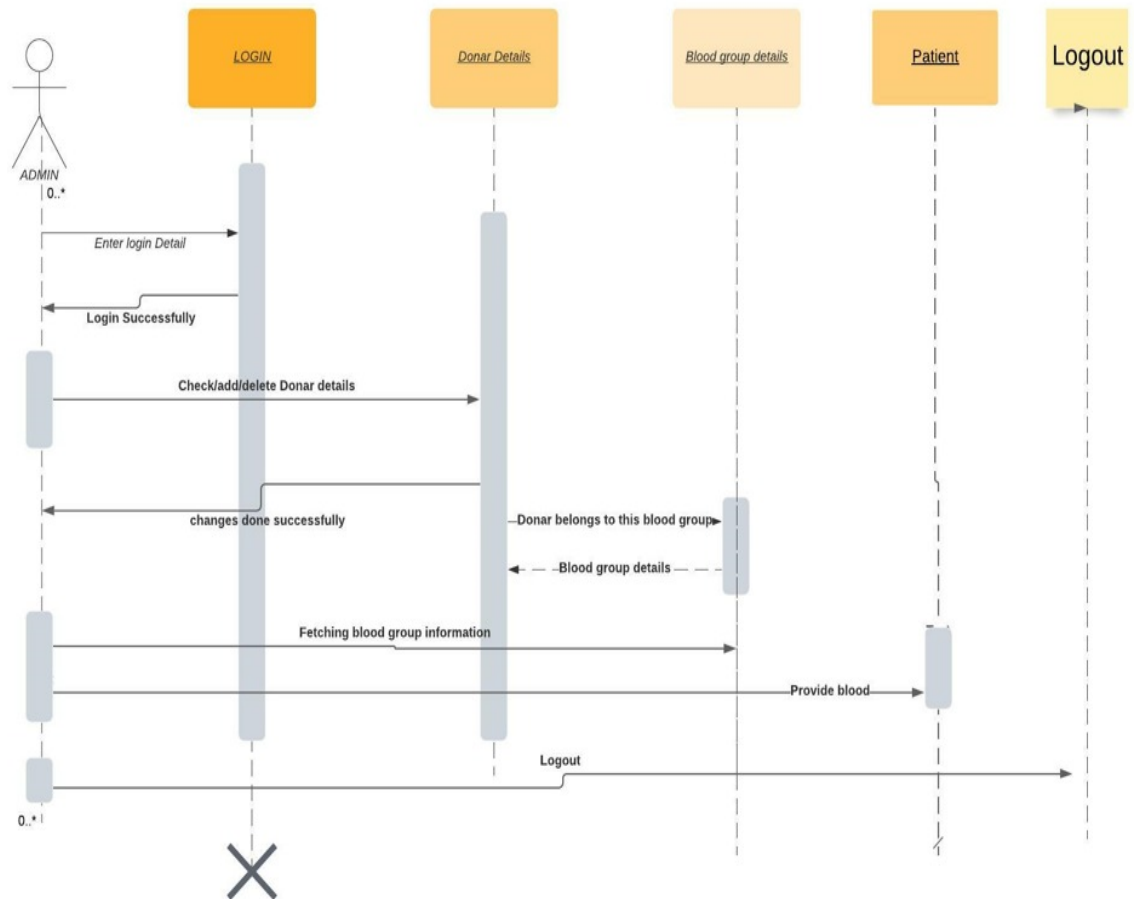 LOGIN
Donar Details
Blood group details
Patient
Logout
ADMIN
0..*
Enter login Detail
Login Successfully
Check/add/delete Donar details
changes done successfully
Donar belongs to this blood group
Blood group details
Fetching blood group information
Provide blood
Logout
0..*